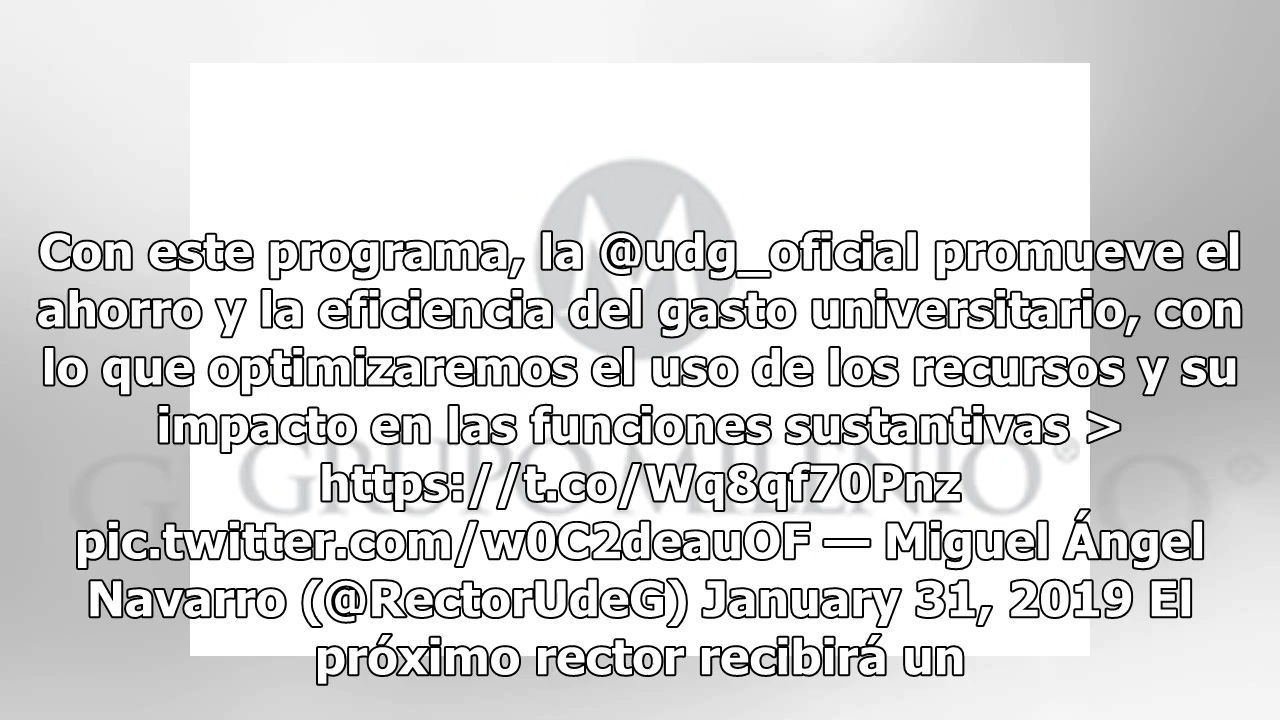 Con este programa, la @udg_oficial promueve el
ahorro y la eficiencia del gasto universitario, con
lo que optimizaremos el uso de los recursos y su
impacto en las funciones sustantivas >
GRUPO MILENIO®
https://t.co/Wq8qf70Pnz
pic.twitter.com/w0C2deauOF — Miguel Ángel
Navarro (@RectorUdeG) January 31, 2019 El
próximo rector recibirá un